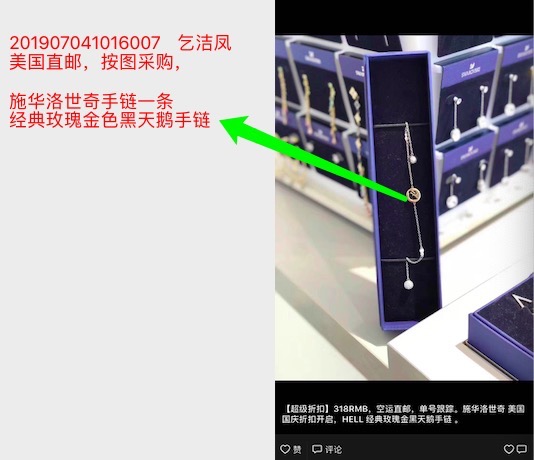 201907041016007 乞洁凤
美国直邮，按图采购，
施华洛世奇手链一条
经典玫瑰金色黑天鹅手链
SWAROVSKI
【超级折扣】318RMB，空运直邮，单号跟踪。施华洛世奇 美国
国庆折扣开启，HELL 经典玫瑰金黑天鹅手链 。
赞 评论